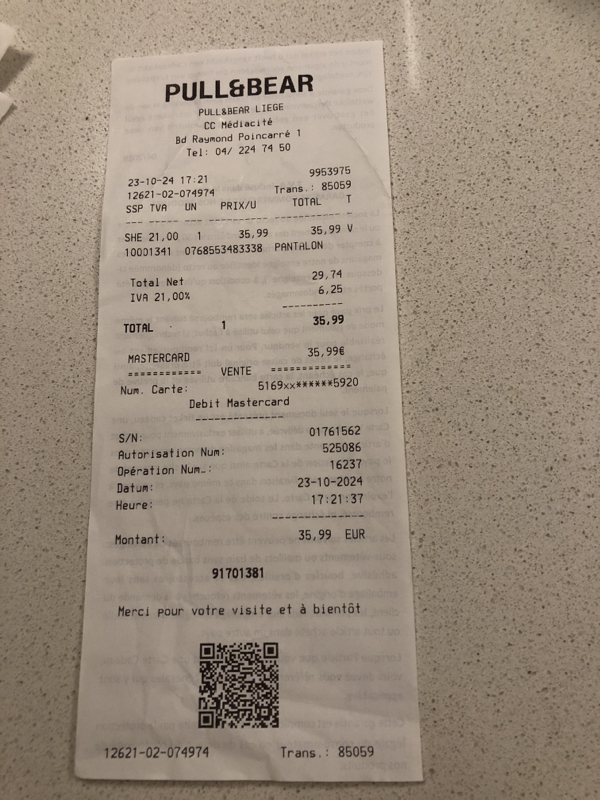 PULL&BEAR
PULL&BEAR LIEGE
CC Médiacité
Bd Raymond Poincarré 1
Tel: 04/ 224 74 50
23-10-24 17:21 9953975
12621-02-074974 Trans.: 85059
SSP TVA UN PRIX/U TOTAL T
SHE 21,00 1 35,99 35,99 V
10001341 0768553483338 PANTALON
Total Net 29,74
IVA 21,00% 6,25
TOTAL 1 35,99
MASTERCARD 35,99€
============ VENTE =============
Num. Carte: 5169xx******5920
Debit Mastercard
S/N: 01761562
Autorisation Num: 525086
Opération Num.: 16237
Datum: 23-10-2024
Heure: 17:21:37
Montant: 35,99 EUR
91701381
Merci pour votre visite et à bientôt
12621-02-074974 Trans.: 85059